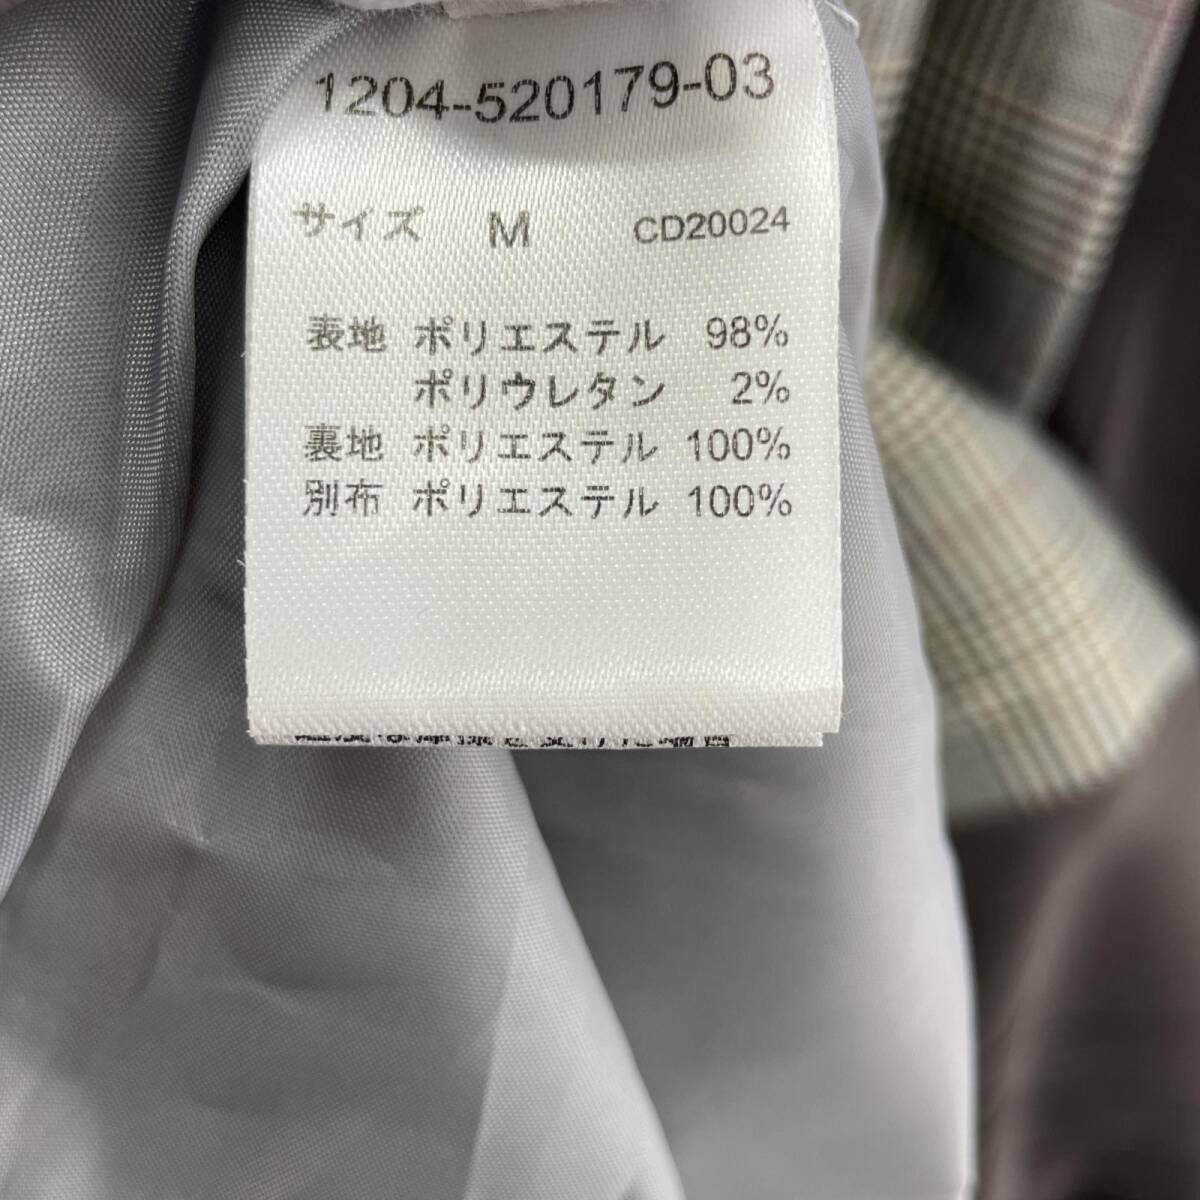 1204-520179-03
サイズ M CD20024
表地 ポリエステル 98%
ポリウレタン 2%
裏地 ポリエステル 100%
別布 ポリエステル 100%